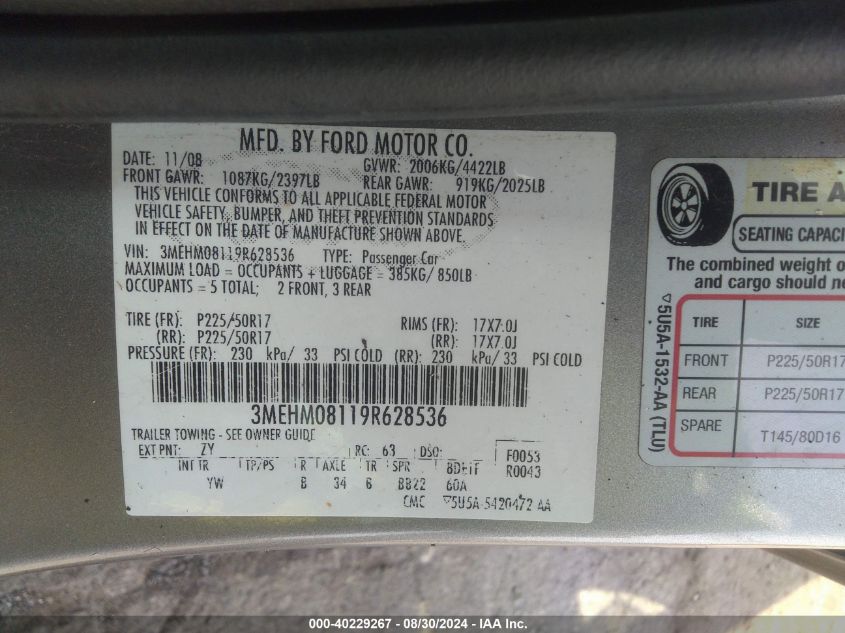 MFD. BY FORD MOTOR CO.
DATE: 11/08 GVWR: 2006KG/4422LB
FRONT GAWR: 1087KG/2397LB REAR GAWR: 919KG/2025LB
THIS VEHICLE CONFORMS TO ALL APPLICABLE FEDERAL MOTOR
VEHICLE SAFETY, BUMPER, AND THEFT PREVENTION STANDARDS
IN EFFECT ON THE DATE OF MANUFACTURE SHOWN ABOVE.
VIN: 3MEHM08119R628536 TYPE: Passenger Car
MAXIMUM LOAD = OCCUPANTS + LUGGAGE = 385KG/ 850LB
OCCUPANTS = 5 TOTAL; 2 FRONT, 3 REAR
TIRE (FR): P225/50R17 RIMS (FR): 17X7.0J
(RR): P225/50R17 (RR): 17X7.0J
PRESSURE (FR): 230 kPa/ 33 PSI COLD (RR): 230 kPa/ 33 PSI COLD
3MEHM08119R628536
TRAILER TOWING - SEE OWNER GUIDE
EXT PNT: ZY RC: 63 DSO: F0053
INT TR TP/PS R AXLE TR SPR R0043
YW B 34 6 BB22 60A
CMC ▽5U5A-5420472-AA
TIRE A
SEATING CAPACI
The combined weight o
and cargo should ne
▽5U5A-1532-AA (TLU)
TIRE SIZE
FRONT P225/50R17
REAR P225/50R17
SPARE T145/80D16
000-40229267 - 08/30/2024 - IAA Inc.